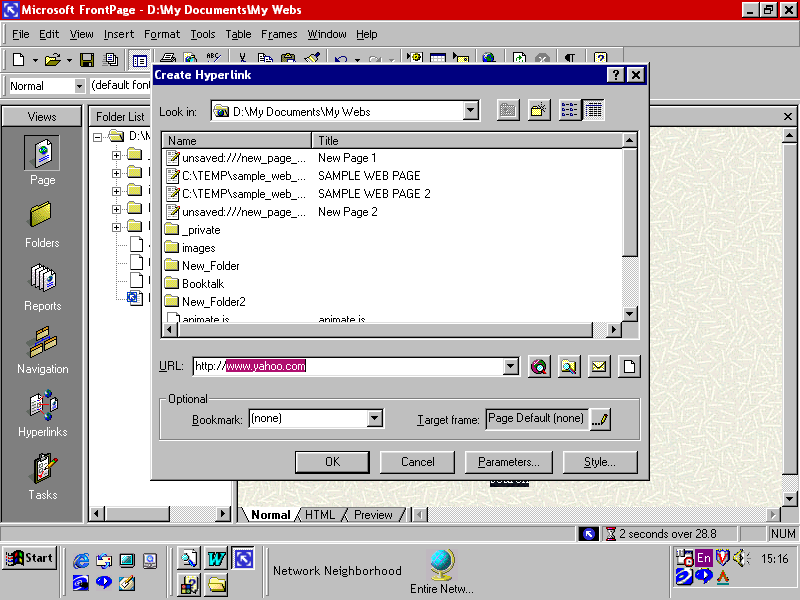 Microsoft FrontPage - D:\My Documents\My Webs
File Edit View Insert Format Tools Table Frames Window Help
Normal (default font
Views
Folder List
Page
Folders
Reports
Navigation
Hyperlinks
Tasks
Create Hyperlink
Look in: D:\My Documents\My Webs
Name Title
unsaved:///new_page_... New Page 1
C:\TEMP\sample_web_... SAMPLE WEB PAGE
C:\TEMP\sample_web_... SAMPLE WEB PAGE 2
unsaved:///new_page_... New Page 2
_private
images
New_Folder
Booktalk
New_Folder2
animate.js animate.js
URL: http://www.yahoo.com
Optional
Bookmark: (none) Target frame: Page Default (none)
OK Cancel Parameters... Style...
Normal HTML Preview
2 seconds over 28.8 NUM
Start Network Neighborhood Entire Netw... En 15:16